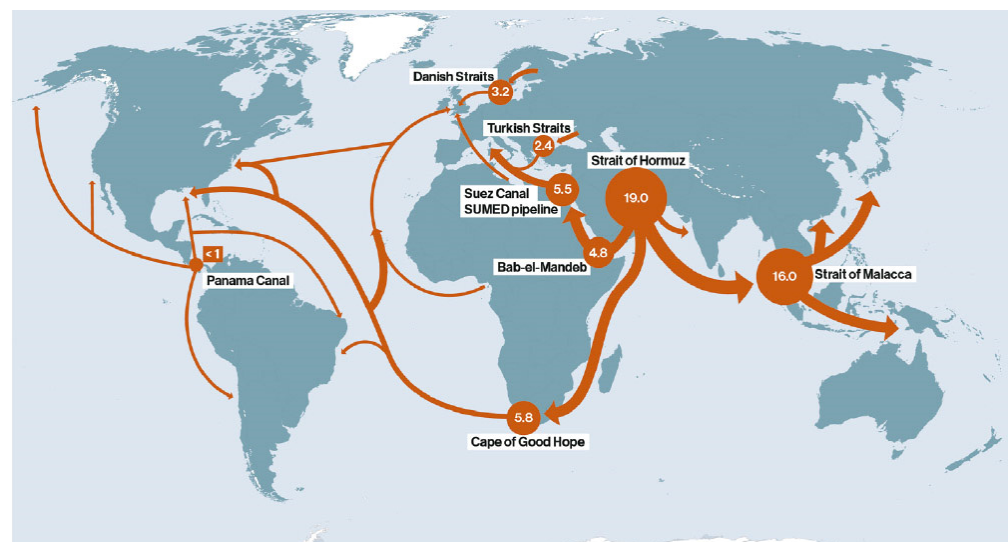 Danish Straits
3.2
Turkish Straits
2.4
Strait of Hormuz
19.0
Suez Canal
SUMED pipeline
5.5
4.8
Bab-el-Mandeb
<1
Panama Canal
16.0
Strait of Malacca
5.8
Cape of Good Hope